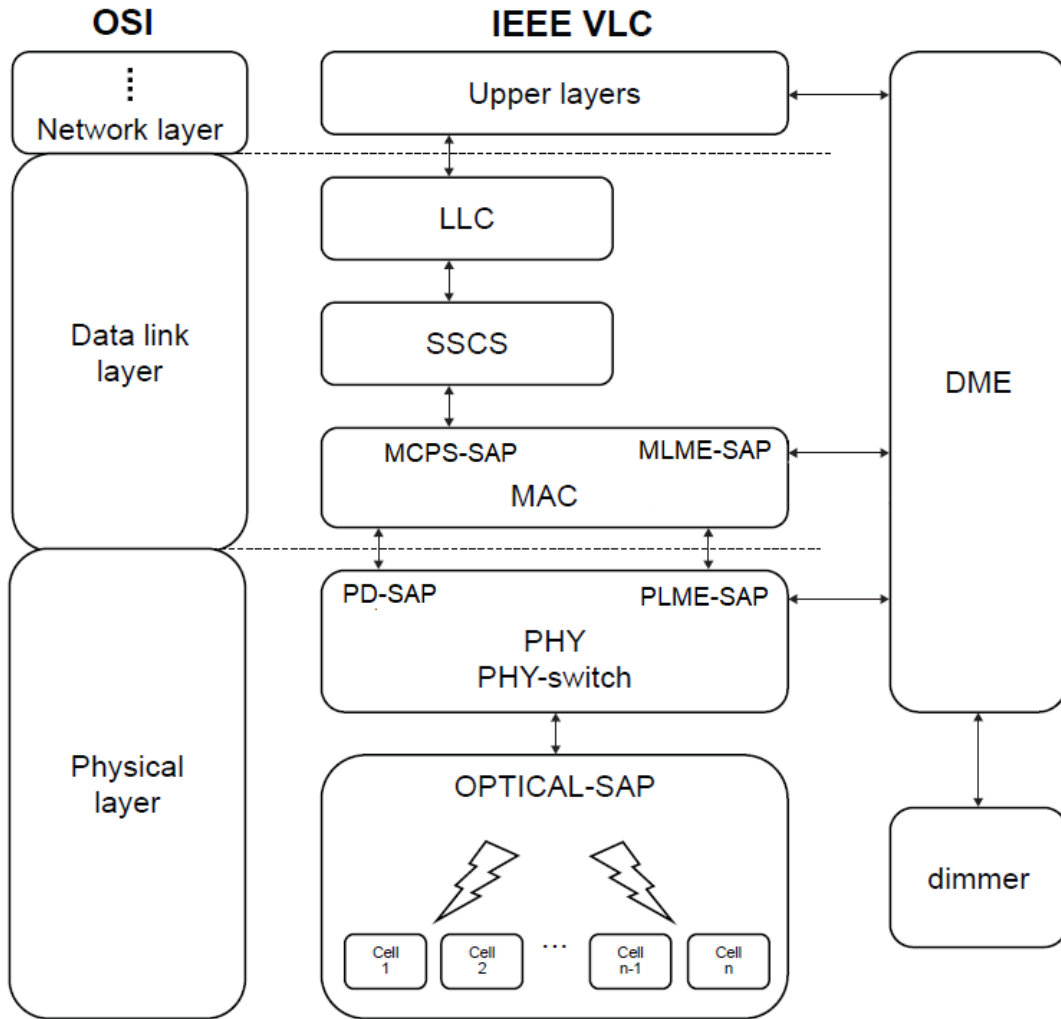 OSI
IEEE VLC
⋮
Network layer
Upper layers
LLC
Data link
layer
SSCS
DME
MCPS-SAP
MLME-SAP
MAC
PD-SAP
PLME-SAP
PHY
PHY-switch
Physical
layer
OPTICAL-SAP
dimmer
Cell
1
Cell
2
...
Cell
n-1
Cell
n